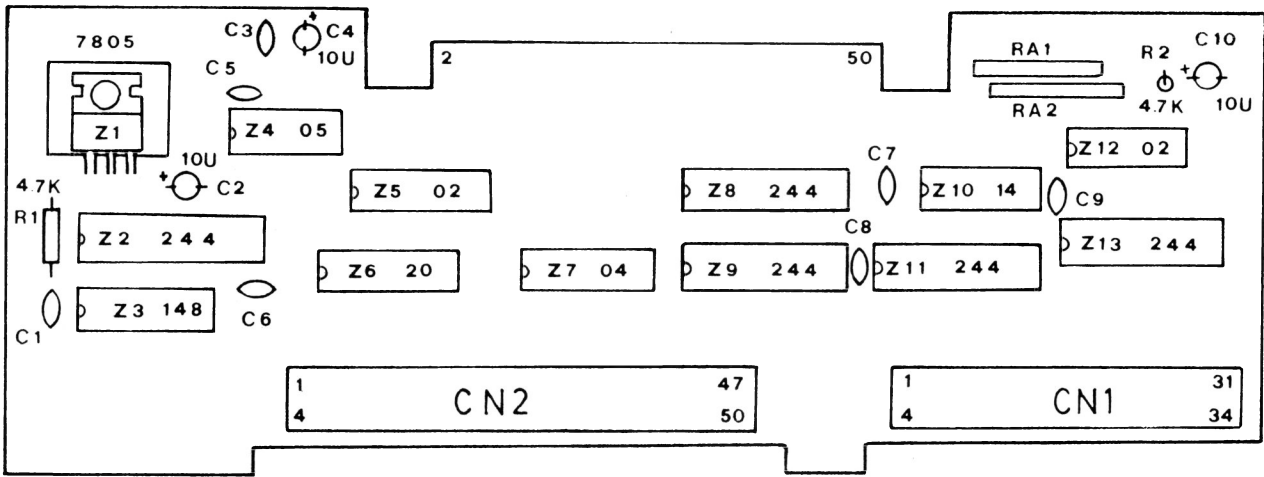 7805
Z1
C3
C4
10U
C5
Z4 05
2 50
RA1
RA2
R2
4.7K
C10
10U
Z12 02
10U
C2
4.7K
R1
Z2 244
Z5 02
Z8 244
C7
Z10 14
C9
Z13 244
C8
Z6 20
Z7 04
Z9 244
Z11 244
C1
Z3 148
C6
1 47
CN2
4 50
1 31
CN1
4 34